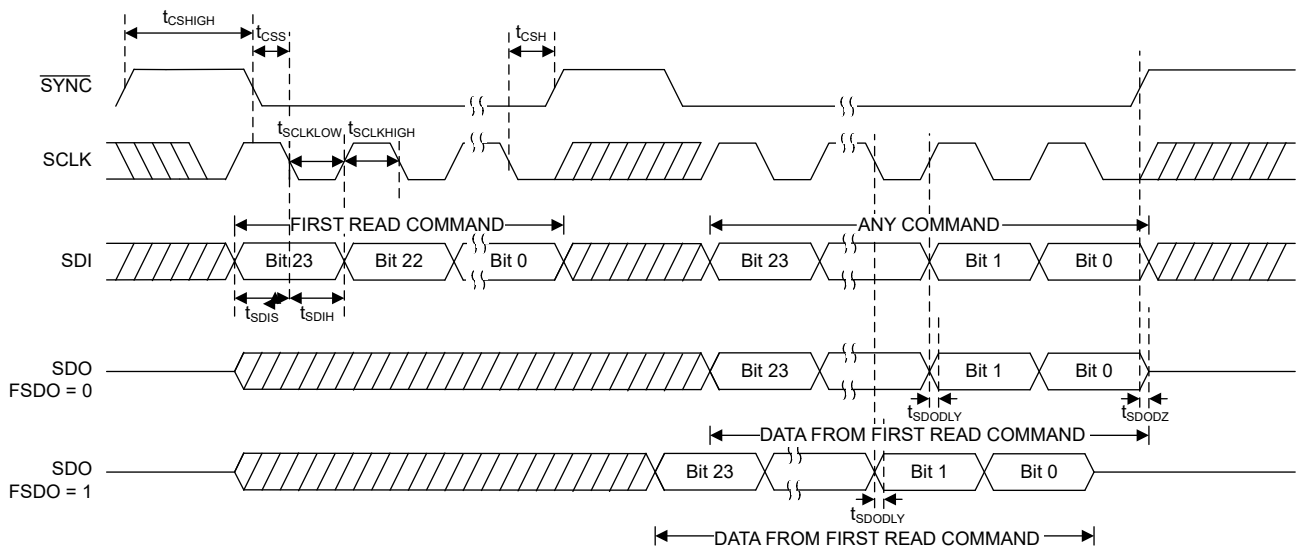 tCSHIGH
tCSS
tCSH
SYNC
tSCLKLOW
tSCLKHIGH
SCLK
FIRST READ COMMAND
ANY COMMAND
SDI
Bit 23
Bit 22
Bit 0
Bit 23
Bit 1
Bit 0
tSDIS
tSDIH
SDO
FSDO = 0
Bit 23
Bit 1
Bit 0
tSDODLY
tSDODZ
DATA FROM FIRST READ COMMAND
SDO
FSDO = 1
Bit 23
Bit 1
Bit 0
tSDODLY
DATA FROM FIRST READ COMMAND